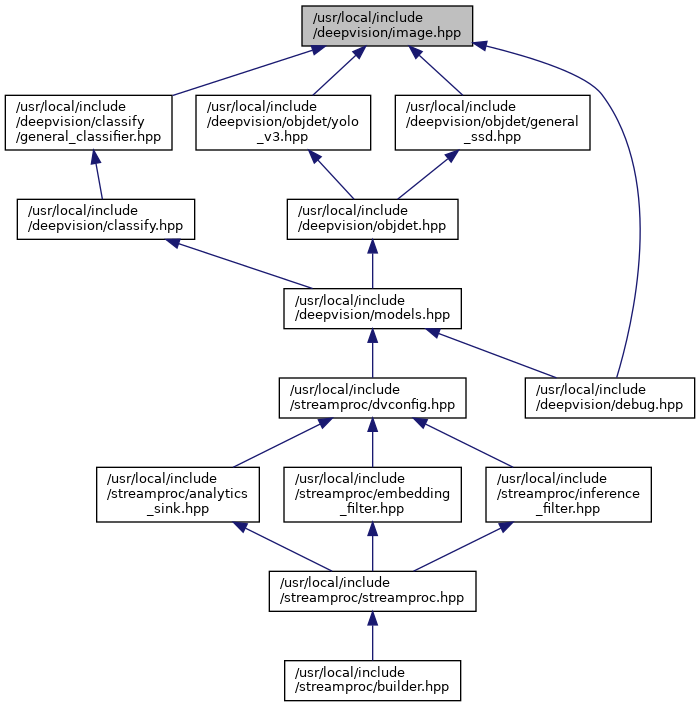 /usr/local/include
/deepvision/image.hpp
/usr/local/include
/deepvision/classify
/general_classifier.hpp
/usr/local/include
/deepvision/objdet/yolo
_v3.hpp
/usr/local/include
/deepvision/objdet/general
_ssd.hpp
/usr/local/include
/deepvision/classify.hpp
/usr/local/include
/deepvision/objdet.hpp
/usr/local/include
/deepvision/models.hpp
/usr/local/include
/streamproc/dvconfig.hpp
/usr/local/include
/deepvision/debug.hpp
/usr/local/include
/streamproc/analytics
_sink.hpp
/usr/local/include
/streamproc/embedding
_filter.hpp
/usr/local/include
/streamproc/inference
_filter.hpp
/usr/local/include
/streamproc/streamproc.hpp
/usr/local/include
/streamproc/builder.hpp